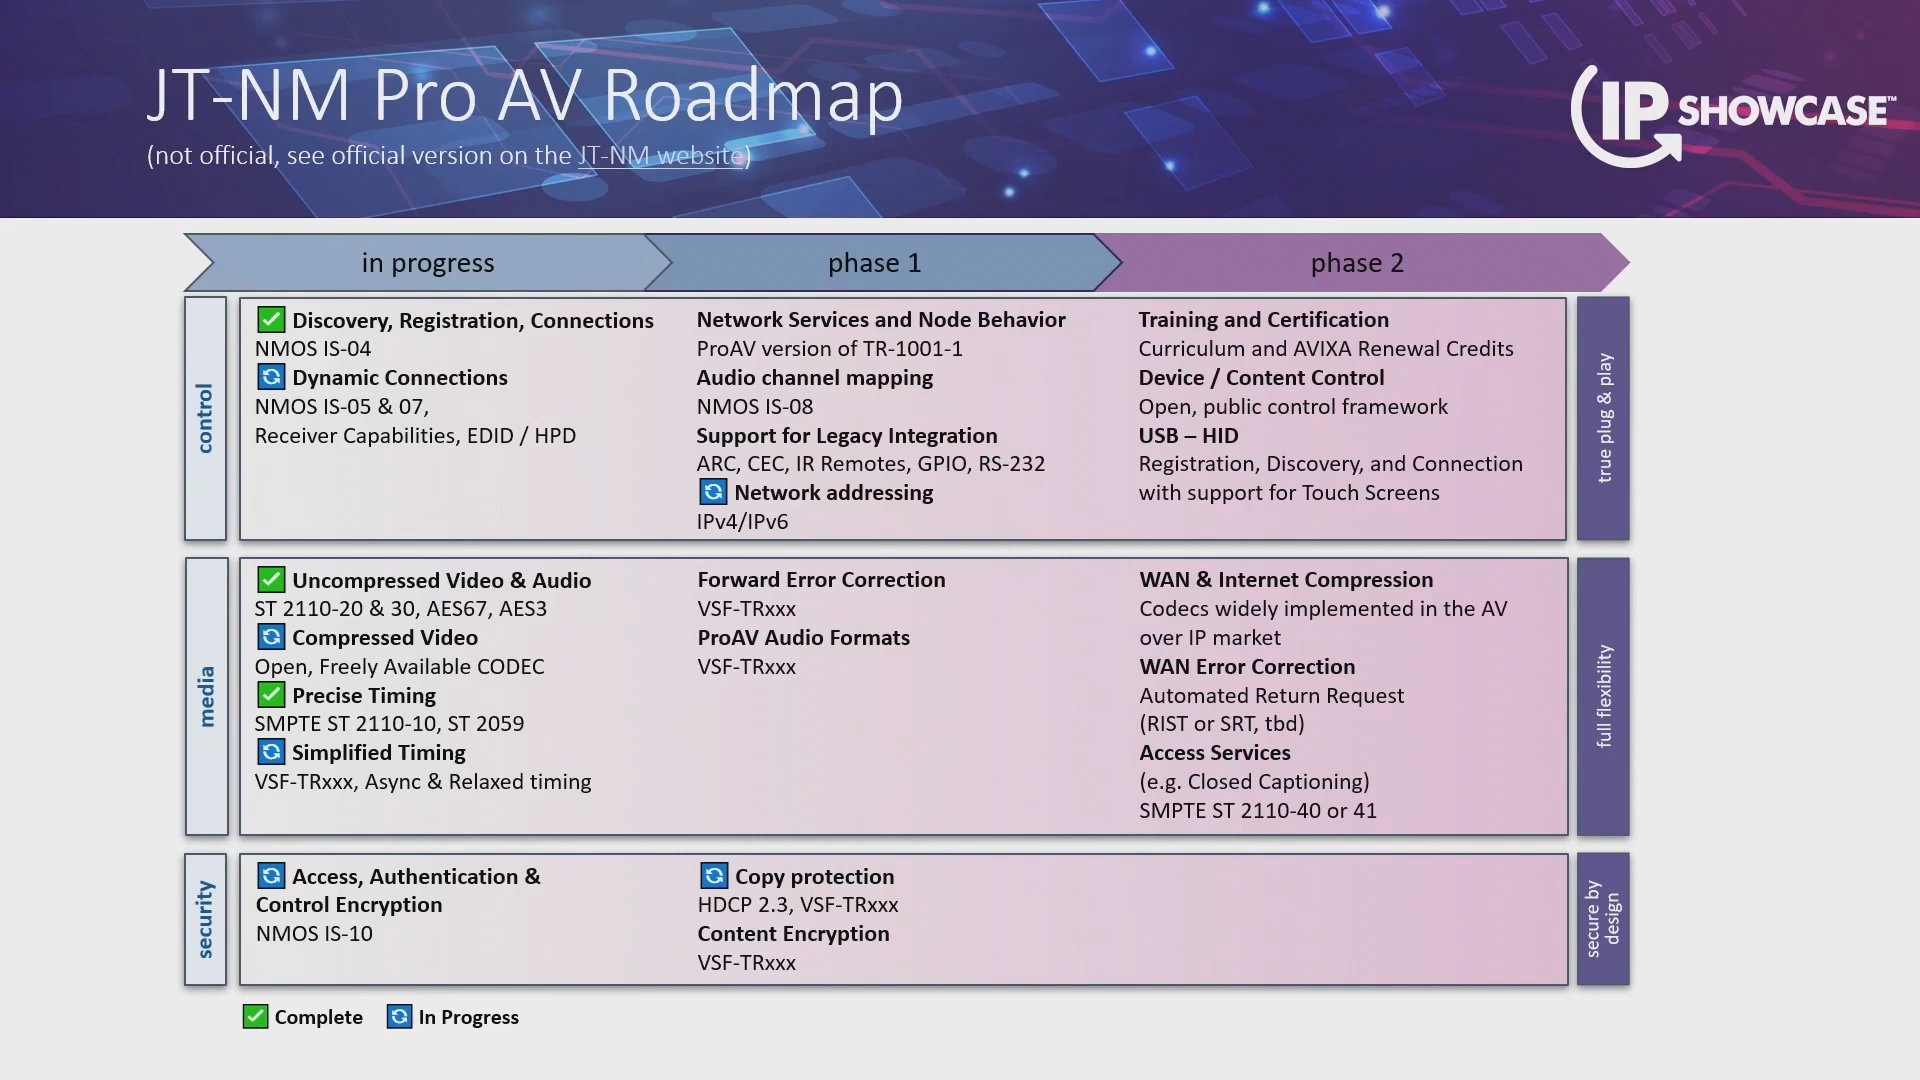 JT-NM Pro AV Roadmap
(not official, see official version on the JT-NM website)
IP SHOWCASE™
in progress
phase 1
phase 2
control
✅ Discovery, Registration, Connections
NMOS IS-04
🔄 Dynamic Connections
NMOS IS-05 & 07,
Receiver Capabilities, EDID / HPD
Network Services and Node Behavior
ProAV version of TR-1001-1
Audio channel mapping
NMOS IS-08
Support for Legacy Integration
ARC, CEC, IR Remotes, GPIO, RS-232
🔄 Network addressing
IPv4/IPv6
Training and Certification
Curriculum and AVIXA Renewal Credits
Device / Content Control
Open, public control framework
USB – HID
Registration, Discovery, and Connection
with support for Touch Screens
true plug & play
media
✅ Uncompressed Video & Audio
ST 2110-20 & 30, AES67, AES3
🔄 Compressed Video
Open, Freely Available CODEC
✅ Precise Timing
SMPTE ST 2110-10, ST 2059
🔄 Simplified Timing
VSF-TRxxx, Async & Relaxed timing
Forward Error Correction
VSF-TRxxx
ProAV Audio Formats
VSF-TRxxx
WAN & Internet Compression
Codecs widely implemented in the AV
over IP market
WAN Error Correction
Automated Return Request
(RIST or SRT, tbd)
Access Services
(e.g. Closed Captioning)
SMPTE ST 2110-40 or 41
full flexibility
security
🔄 Access, Authentication &
Control Encryption
NMOS IS-10
🔄 Copy protection
HDCP 2.3, VSF-TRxxx
Content Encryption
VSF-TRxxx
secure by
design
✅ Complete 🔄 In Progress